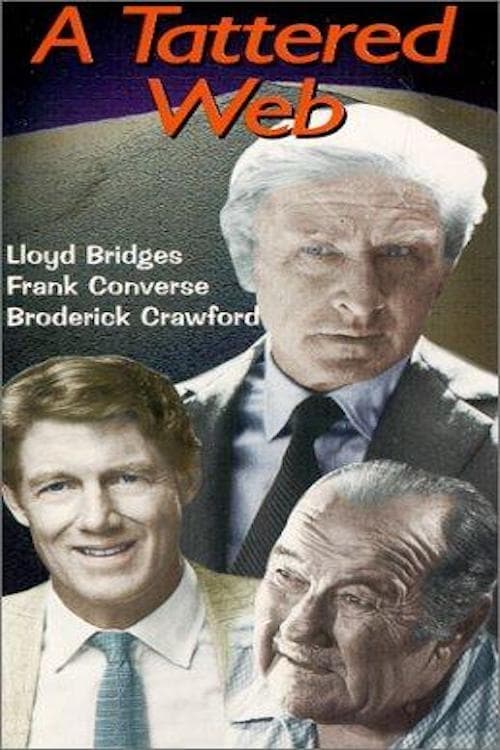 A Tattered
Web
Lloyd Bridges
Frank Converse
Broderick Crawford